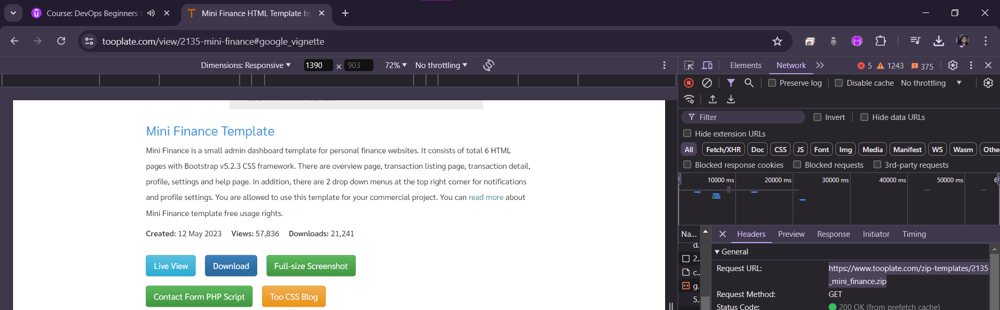 Course: DevOps Beginners t
Mini Finance HTML Template by
tooplate.com/view/2135-mini-finance#google_vignette
Dimensions: Responsive 1390 × 903 72% No throttling
Elements Network 5 1243 375
Preserve log Disable cache No throttling
Filter Invert Hide data URLs
Hide extension URLs
All Fetch/XHR Doc CSS JS Font Img Media Manifest WS Wasm Othe
Blocked response cookies Blocked requests 3rd-party requests
10000 ms 20000 ms 30000 ms 40000 ms 50000 ms 6
Na... Headers Preview Response Initiator Timing
d.
2..
c..
g.
5..
General
Request URL: https://www.tooplate.com/zip-templates/2135
_mini_finance.zip
Request Method: GET
Status Code: 200 OK (from prefetch cache)
Mini Finance Template
Mini Finance is a small admin dashboard template for personal finance websites. It consists of total 6 HTML
pages with Bootstrap v5.2.3 CSS framework. There are overview page, transaction listing page, transaction detail,
profile, settings and help page. In addition, there are 2 drop down menus at the top right corner for notifications
and profile settings. You are allowed to use this template for your commercial project. You can read more about
Mini Finance template free usage rights.
Created: 12 May 2023 Views: 57,836 Downloads: 21,241
Live View Download Full-size Screenshot
Contact Form PHP Script Too CSS Blog